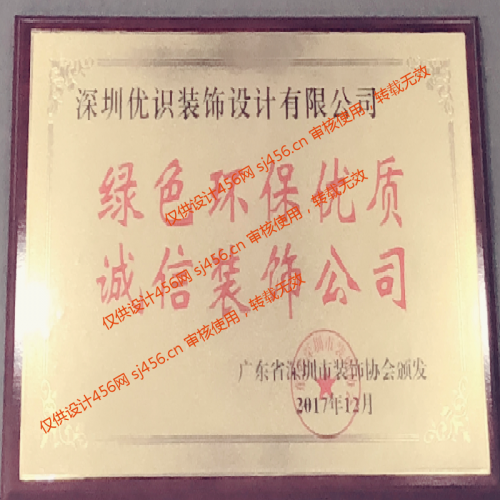 深圳优识装饰设计有限公司
绿色环保优质
诚信装饰公司
广东省深圳市装饰协会颁发
2017年12月
仅供设计456网 sj456.cn 审核使用，转载无效
仅供设计456网 sj456.cn 审核使用，转载无效
仅供设计456网 sj456.cn 审核使用，转载无效